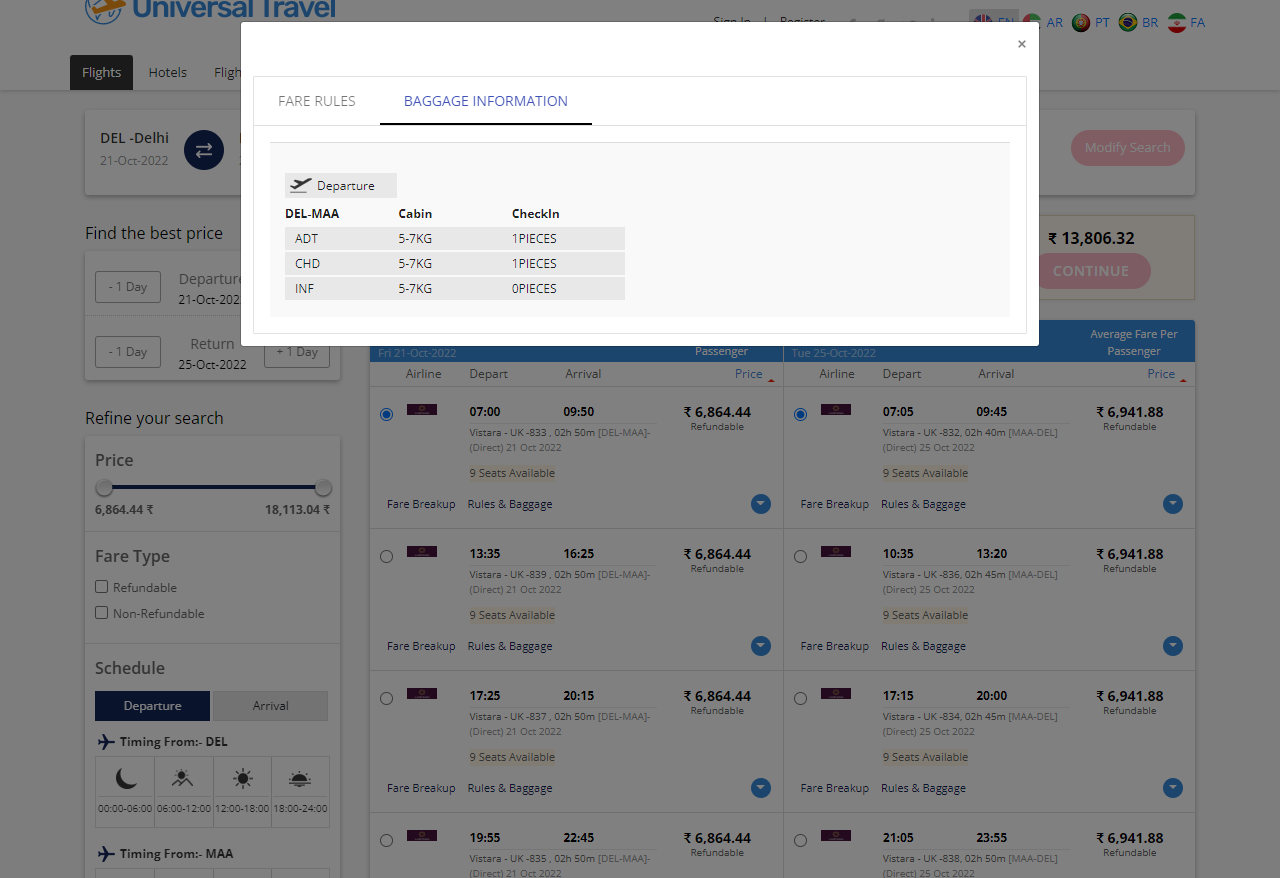 Universal Travel
Sign In | Register
EN AR PT BR FA
×
Flights Hotels
FARE RULES BAGGAGE INFORMATION
DEL -Delhi
21-Oct-2022
Modify Search
Departure
DEL-MAA Cabin CheckIn
ADT 5-7KG 1PIECES
CHD 5-7KG 1PIECES
INF 5-7KG 0PIECES
Find the best price
- 1 Day Departure
21-Oct-202
- 1 Day Return + 1 Day
25-Oct-2022
₹ 13,806.32
CONTINUE
Fri 21-Oct-2022 Passenger
Tue 25-Oct-2022 Average Fare Per
Passenger
Airline Depart Arrival Price
Airline Depart Arrival Price
Refine your search
Price
6,864.44 ₹ 18,113.04 ₹
Fare Type
Refundable
Non-Refundable
Schedule
Departure Arrival
Timing From:- DEL
00:00-06:00 06:00-12:00 12:00-18:00 18:00-24:00
Timing From:- MAA
07:00 09:50 ₹ 6,864.44
Vistara - UK -833 , 02h 50m [DEL-MAA]- Refundable
(Direct) 21 Oct 2022
9 Seats Available
Fare Breakup Rules & Baggage
07:05 09:45 ₹ 6,941.88
Vistara - UK -832, 02h 40m [MAA-DEL] Refundable
(Direct) 25 Oct 2022
9 Seats Available
Fare Breakup Rules & Baggage
13:35 16:25 ₹ 6,864.44
Vistara - UK -839 , 02h 50m [DEL-MAA]- Refundable
(Direct) 21 Oct 2022
9 Seats Available
Fare Breakup Rules & Baggage
10:35 13:20 ₹ 6,941.88
Vistara - UK -836, 02h 45m [MAA-DEL] Refundable
(Direct) 25 Oct 2022
9 Seats Available
Fare Breakup Rules & Baggage
17:25 20:15 ₹ 6,864.44
Vistara - UK -837 , 02h 50m [DEL-MAA]- Refundable
(Direct) 21 Oct 2022
9 Seats Available
Fare Breakup Rules & Baggage
17:15 20:00 ₹ 6,941.88
Vistara - UK -834, 02h 45m [MAA-DEL] Refundable
(Direct) 25 Oct 2022
9 Seats Available
Fare Breakup Rules & Baggage
19:55 22:45 ₹ 6,864.44
Vistara - UK -835 , 02h 50m [DEL-MAA]- Refundable
(Direct) 21 Oct 2022
21:05 23:55 ₹ 6,941.88
Vistara - UK -838, 02h 50m [MAA-DEL] Refundable
(Direct) 25 Oct 2022